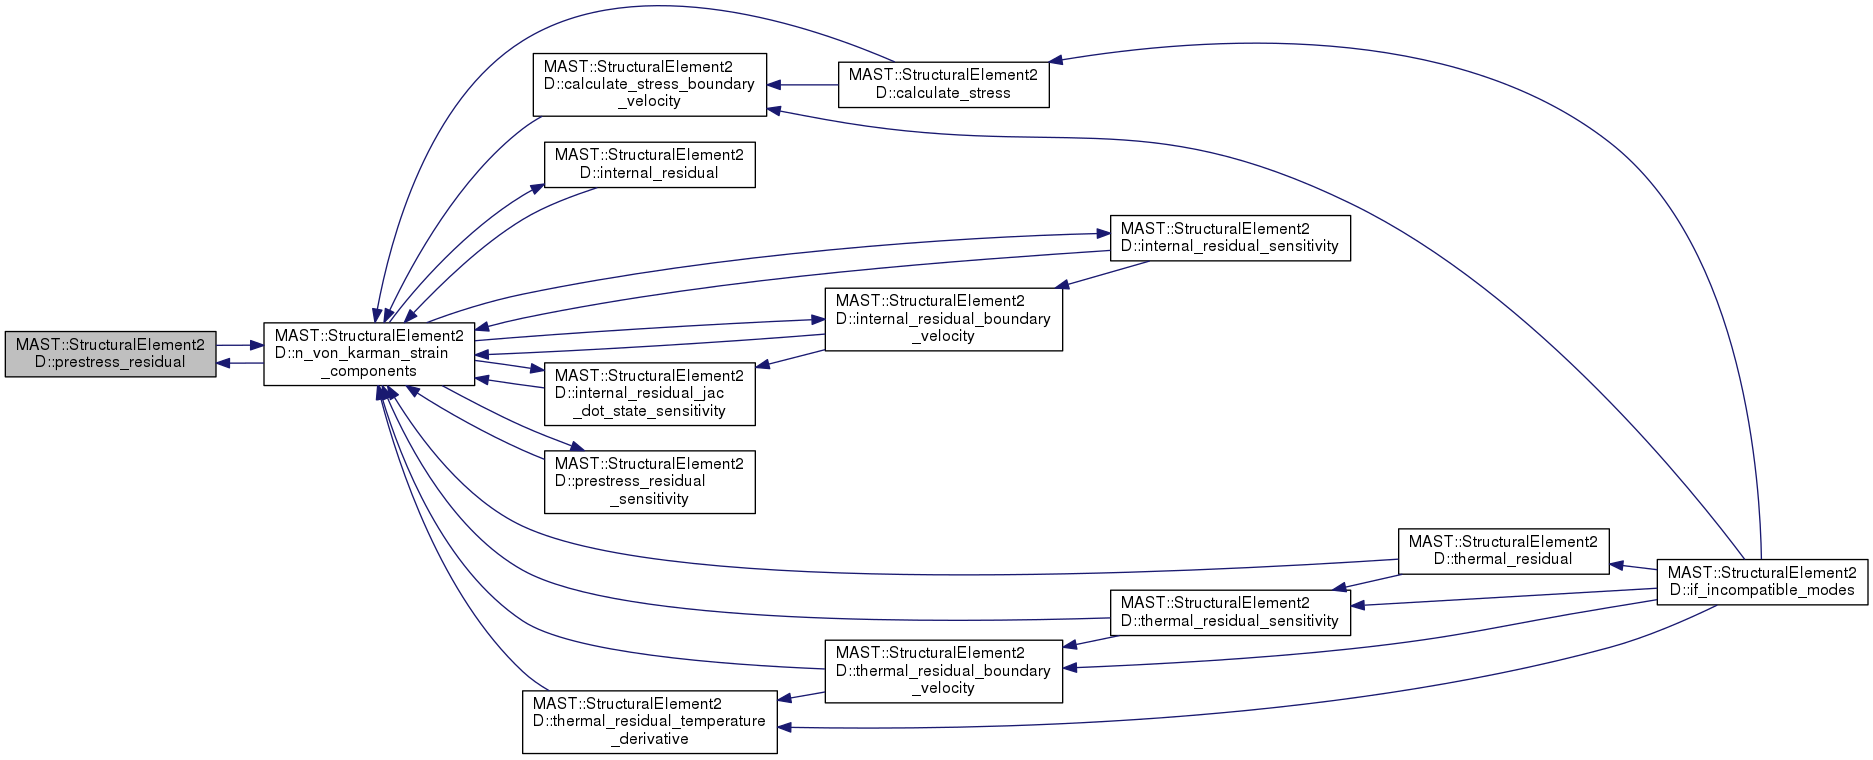 MAST::StructuralElement2
D::calculate_stress_boundary
_velocity
MAST::StructuralElement2
D::calculate_stress
MAST::StructuralElement2
D::internal_residual
MAST::StructuralElement2
D::internal_residual_sensitivity
MAST::StructuralElement2
D::internal_residual_boundary
_velocity
MAST::StructuralElement2
D::prestress_residual
MAST::StructuralElement2
D::n_von_karman_strain
_components
MAST::StructuralElement2
D::internal_residual_jac
_dot_state_sensitivity
MAST::StructuralElement2
D::prestress_residual
_sensitivity
MAST::StructuralElement2
D::thermal_residual
MAST::StructuralElement2
D::if_incompatible_modes
MAST::StructuralElement2
D::thermal_residual_sensitivity
MAST::StructuralElement2
D::thermal_residual_boundary
_velocity
MAST::StructuralElement2
D::thermal_residual_temperature
_derivative